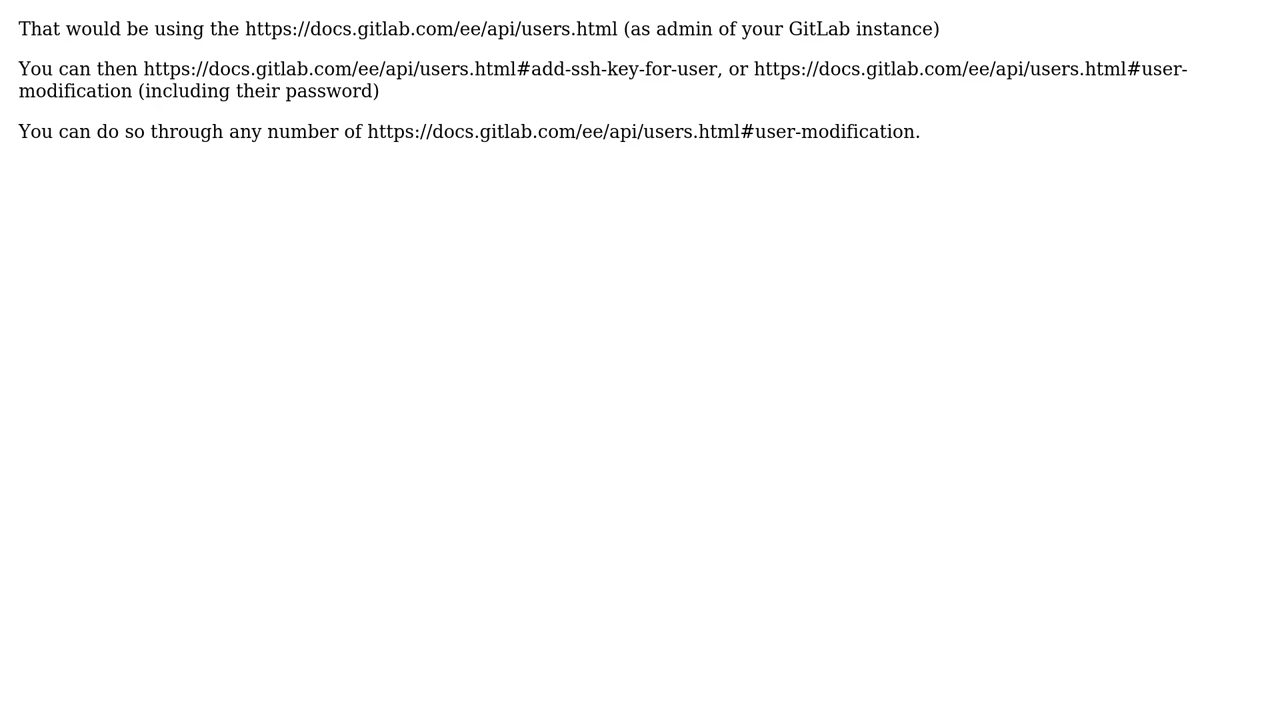 That would be using the https://docs.gitlab.com/ee/api/users.html (as admin of your GitLab instance)
You can then https://docs.gitlab.com/ee/api/users.html#add-ssh-key-for-user, or https://docs.gitlab.com/ee/api/users.html#user-
modification (including their password)
You can do so through any number of https://docs.gitlab.com/ee/api/users.html#user-modification.